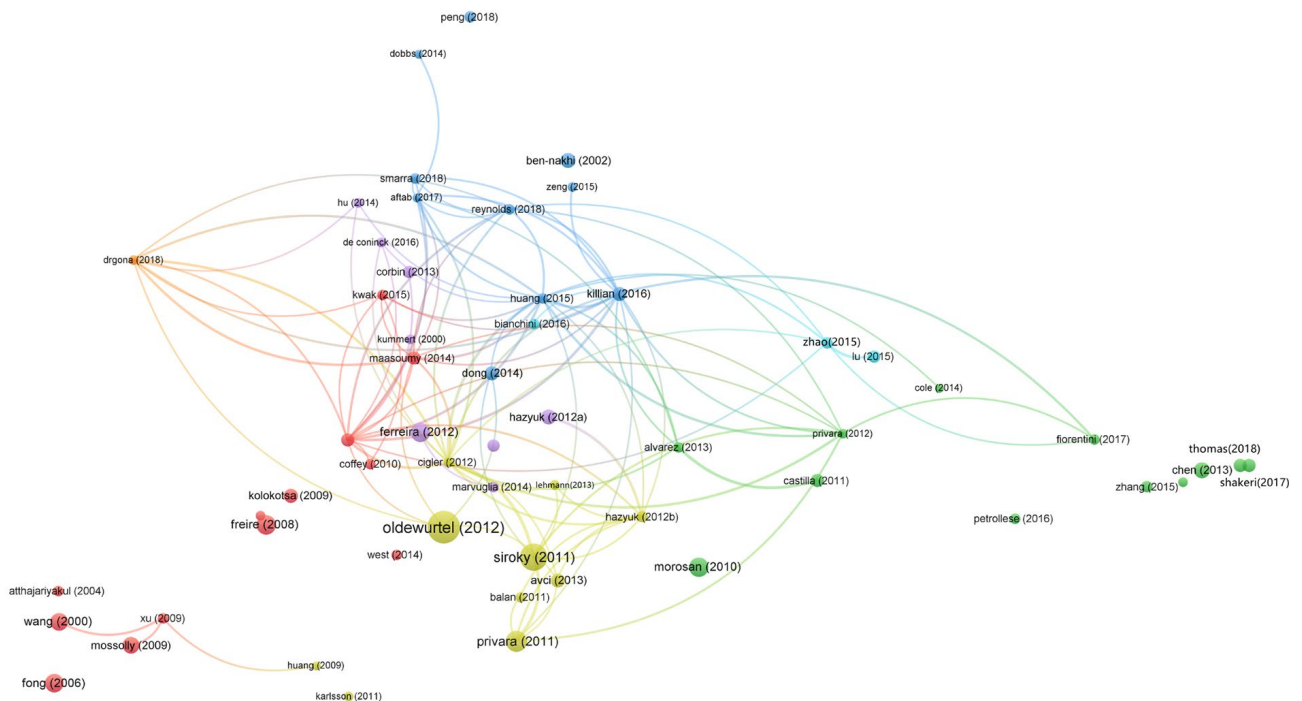 peng (2018)
dobbs (2014)
ben-nakhi (2002)
smarra (2018)
zeng (2015)
aftab (2017)
hu (2014)
reynolds (2018)
de coninck (2016)
drgona (2018)
corbin (2013)
kwak (2015)
huang (2015)
killian (2016)
bianchini (2016)
kummert (2000)
zhao(2015)
maasoumy (2014)
lu (2015)
dong (2014)
cole (2014)
hazyuk (2012a)
ferreira (2012)
privara (2012)
fiorentini (2017)
alvarez (2013)
thomas(2018)
coffey (2010)
cigler (2012)
chen (2013)
castilla (2011)
shakeri(2017)
marvuglia (2014)
lehmann(2013)
zhang (2015)
kolokotsa (2009)
hazyuk (2012b)
petrollese (2016)
freire (2008)
oldewurtel (2012)
west (2014)
siroky (2011)
morosan (2010)
avci (2013)
atthajariyakul (2004)
balan (2011)
wang (2000)
xu (2009)
mossolly (2009)
privara (2011)
huang (2009)
fong (2006)
karlsson (2011)